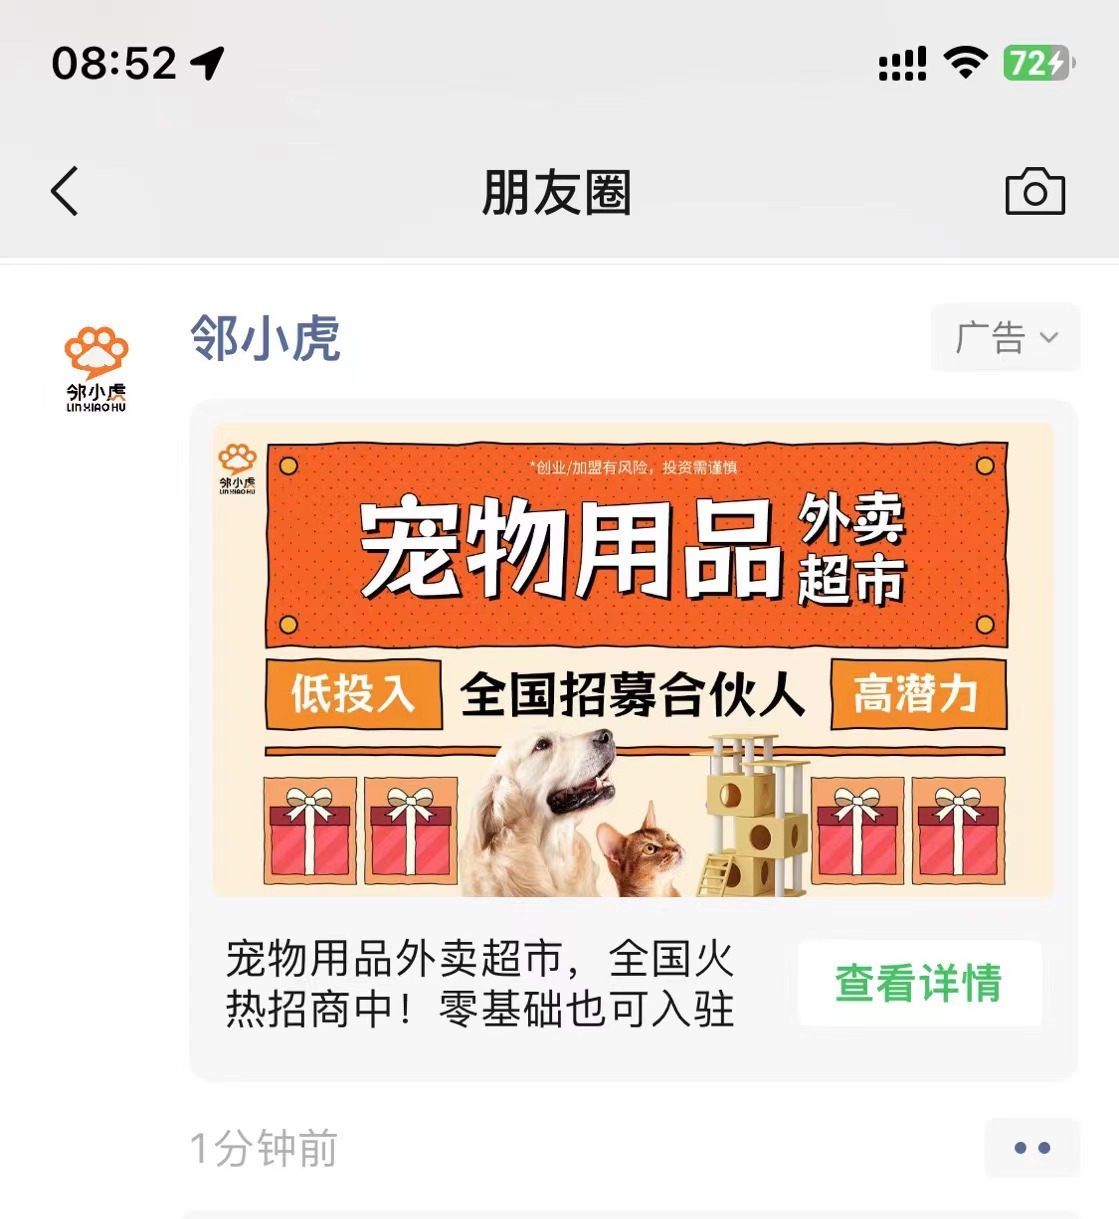 08:52
72
朋友圈
邻小虎
广告
邻小虎
LIN XIAO HU
邻小虎
LIN XIAO HU
*创业/加盟有风险，投资需谨慎
宠物用品
外卖
超市
低投入
全国招募合伙人
高潜力
宠物用品外卖超市，全国火
热招商中！零基础也可入驻
查看详情
1分钟前